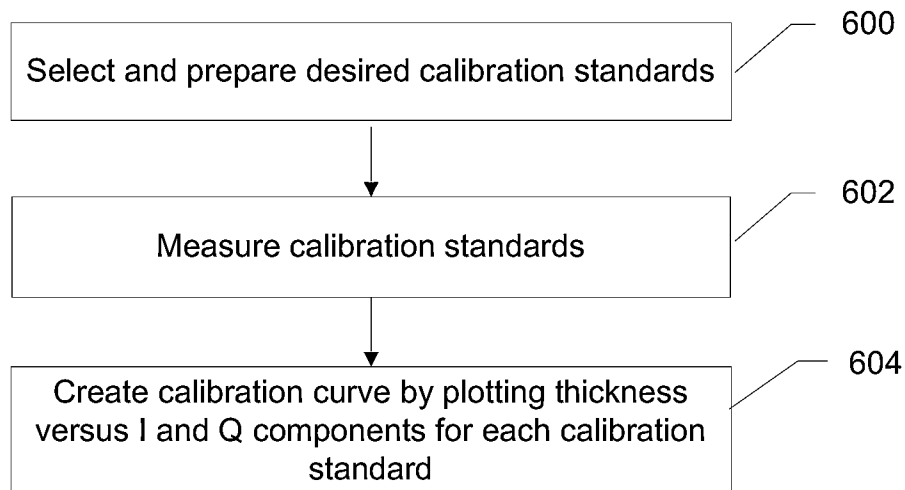 600
Select and prepare desired calibration standards
602
Measure calibration standards
604
Create calibration curve by plotting thickness
versus I and Q components for each calibration
standard